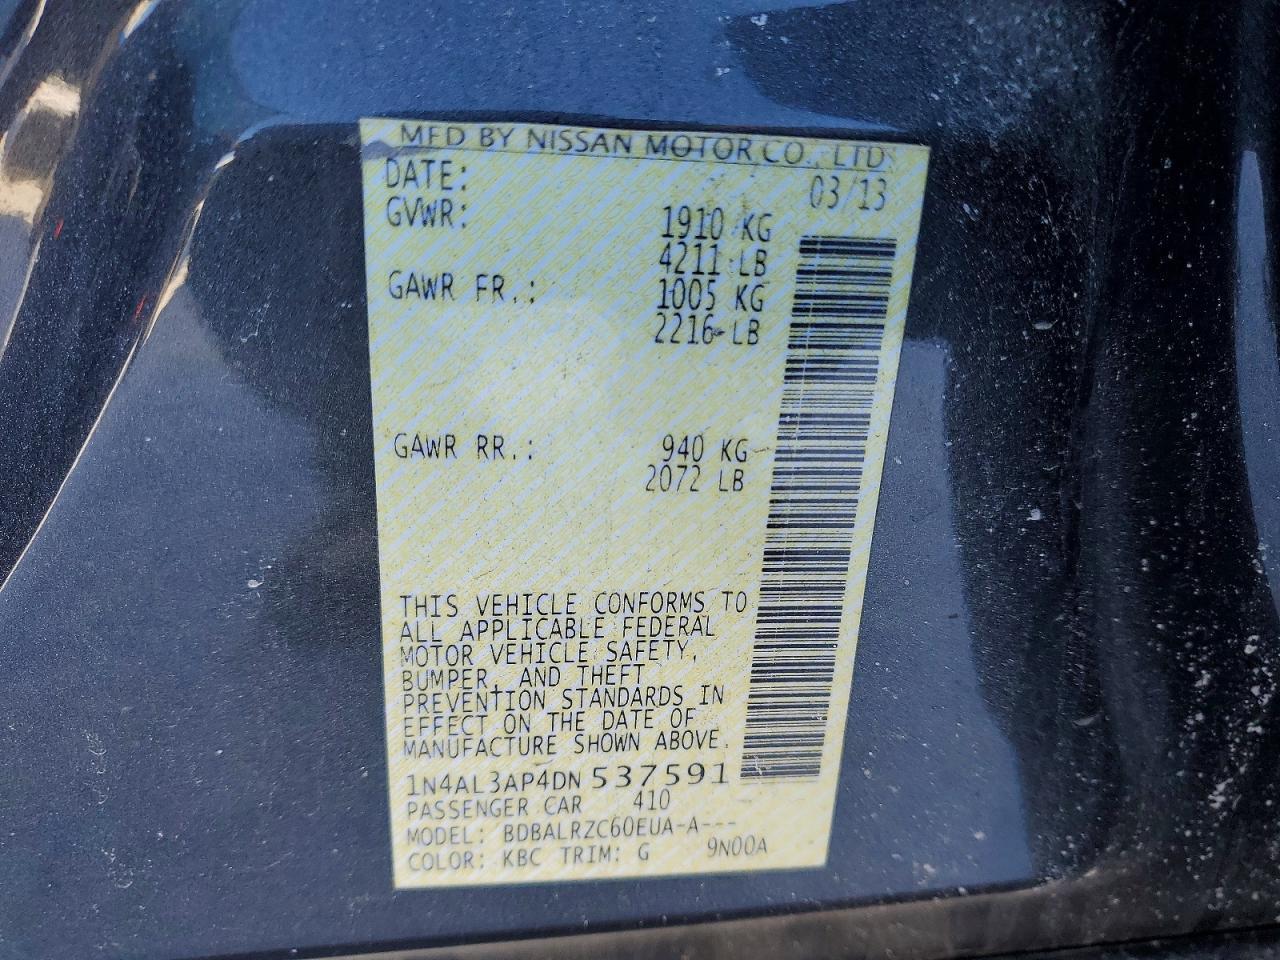 MFD BY NISSAN MOTOR CO., LTD.
DATE: 03/13
GVWR: 1910 KG
4211 LB
GAWR FR.: 1005 KG
2216 LB
GAWR RR.: 940 KG
2072 LB
THIS VEHICLE CONFORMS TO
ALL APPLICABLE FEDERAL
MOTOR VEHICLE SAFETY,
BUMPER, AND THEFT
PREVENTION STANDARDS IN
EFFECT ON THE DATE OF
MANUFACTURE SHOWN ABOVE.
1N4AL3AP4DN537591
PASSENGER CAR 410
MODEL: BDBALRZC60EUA-A---
COLOR: KBC TRIM: G 9N00A